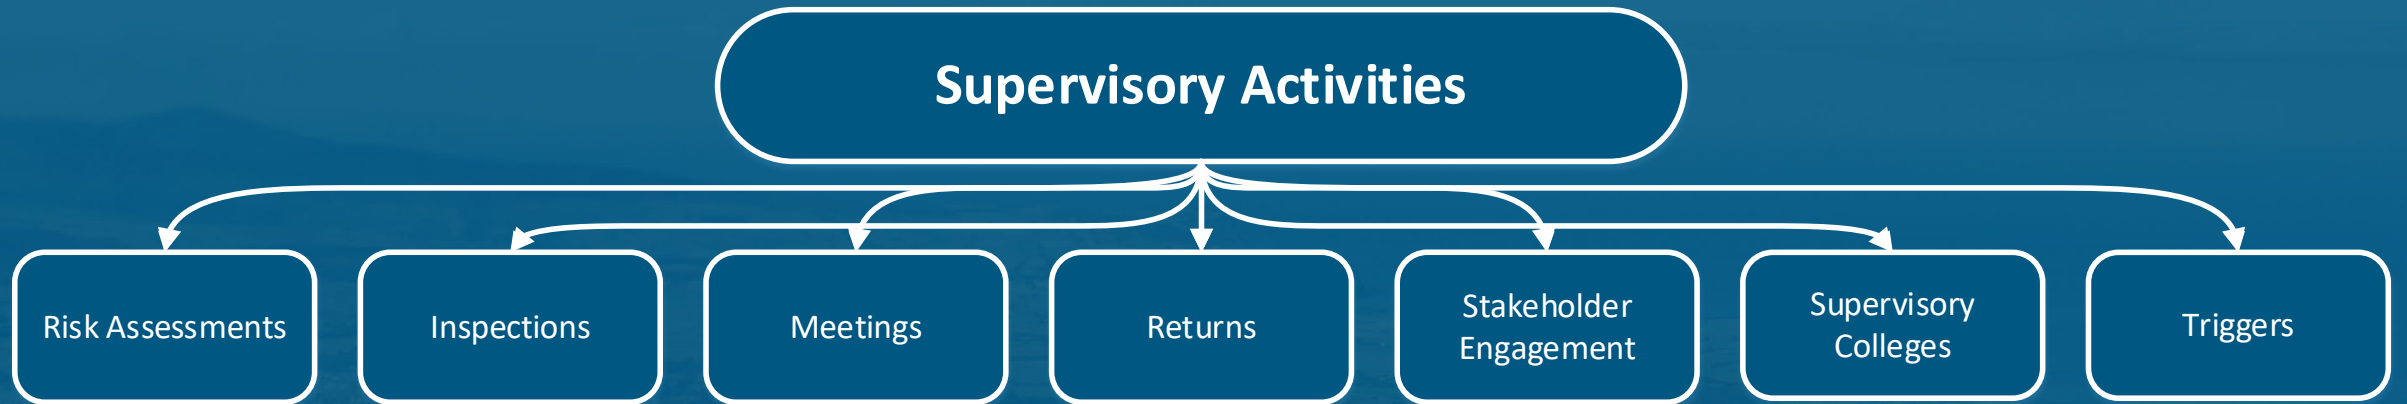 Supervisory Activities
Risk Assessments
Inspections
Meetings
Returns
Stakeholder
Engagement
Supervisory
Colleges
Triggers